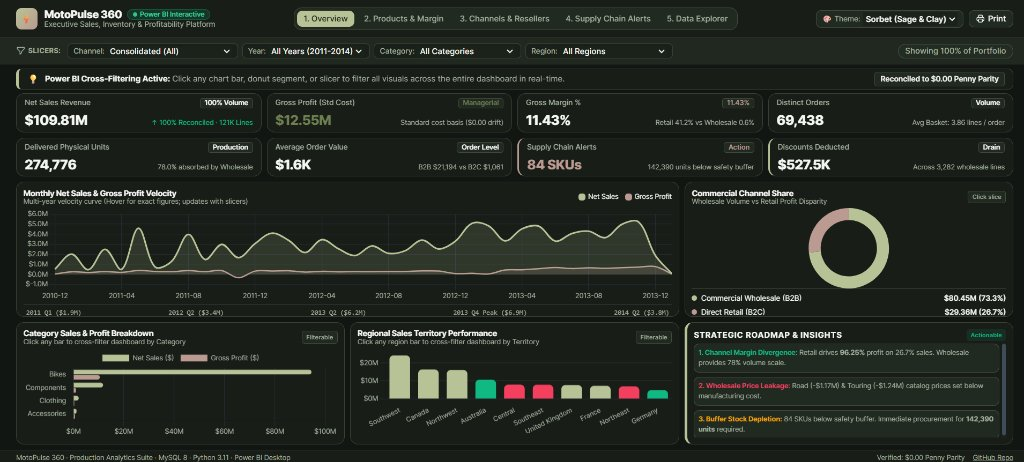 MotoPulse 360 Power BI Interactive
Executive Sales, Inventory & Profitability Platform
1. Overview 2. Products & Margin 3. Channels & Resellers 4. Supply Chain Alerts 5. Data Explorer
Theme: Sorbet (Sage & Clay) Print
SLICERS: Channel: Consolidated (All) Year: All Years (2011-2014) Category: All Categories Region: All Regions Showing 100% of Portfolio
Power BI Cross-Filtering Active: Click any chart bar, donut segment, or slicer to filter all visuals across the entire dashboard in real-time. Reconciled to $0.00 Penny Parity
Net Sales Revenue 100% Volume
$109.81M ↑ 100% Reconciled · 121K Lines
Gross Profit (Std Cost) Managerial
$12.55M Standard cost basis ($0.00 drift)
Gross Margin % 11.43%
11.43% Retail 41.2% vs Wholesale 0.6%
Distinct Orders Volume
69,438 Avg Basket: 3.86 lines / order
Delivered Physical Units Production
274,776 78.0% absorbed by Wholesale
Average Order Value Order Level
$1.6K B2B $21,194 vs B2C $1,061
Supply Chain Alerts Action
84 SKUs 142,390 units below safety buffer
Discounts Deducted Drain
$527.5K Across 3,282 wholesale lines
Monthly Net Sales & Gross Profit Velocity
Multi-year velocity curve (Hover for exact figures; updates with slicers)
Net Sales Gross Profit
$6.0M
$5.0M
$4.0M
$3.0M
$2.0M
$1.0M
$0.0M
$-1.0M
2010-12 2011-04 2011-08 2011-12 2012-04 2012-08 2012-12 2013-04 2013-08 2013-12
2011 Q1 ($1.9M) 2012 Q2 ($3.4M) 2013 Q2 ($6.2M) 2013 Q4 Peak ($6.9M) 2014 Q2 ($3.8M)
Commercial Channel Share
Wholesale Volume vs Retail Profit Disparity
Click slice
Commercial Wholesale (B2B) $80.45M (73.3%)
Direct Retail (B2C) $29.36M (26.7%)
Category Sales & Profit Breakdown
Click any bar to cross-filter dashboard by Category
Filterable
Net Sales ($) Gross Profit ($)
Bikes
Components
Clothing
Accessories
$0M $20M $40M $60M $80M $100M
Regional Sales Territory Performance
Click any region bar to cross-filter dashboard by Territory
Filterable
$20M
$10M
$0M
Southwest Canada Northwest Australia Central Southeast United Kingdom France Northeast Germany
STRATEGIC ROADMAP & INSIGHTS Actionable
1. Channel Margin Divergence: Retail drives 96.25% profit on 26.7% sales. Wholesale
provides 78% volume scale.
2. Wholesale Price Leakage: Road (-$1.17M) & Touring (-$1.24M) catalog prices set below
manufacturing cost.
3. Buffer Stock Depletion: 84 SKUs below safety buffer. Immediate procurement for 142,390
units required.
MotoPulse 360 · Production Analytics Suite · MySQL 8 · Python 3.11 · Power BI Desktop
Verified: $0.00 Penny Parity GitHub Repo